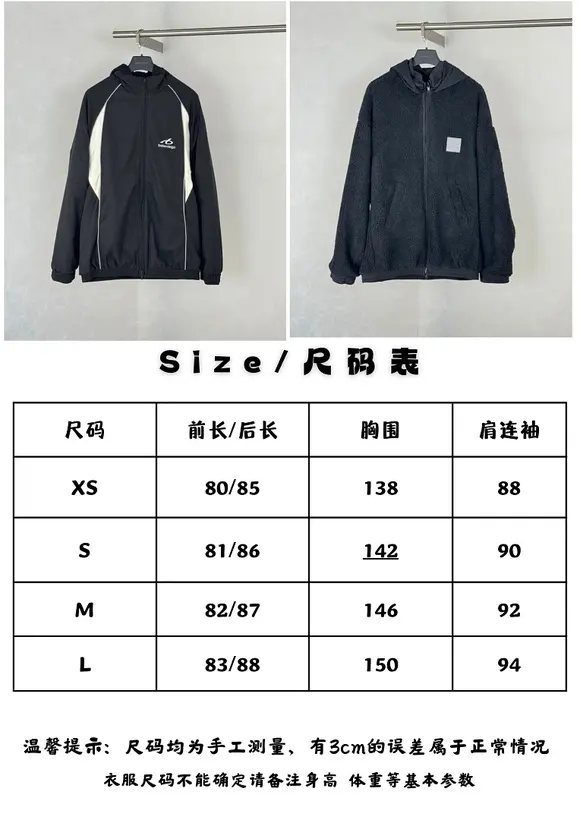 Size/尺码表
尺码 前长/后长 胸围 肩连袖
XS 80/85 138 88
S 81/86 142 90
M 82/87 146 92
L 83/88 150 94
温馨提示：尺码均为手工测量、有3cm的误差属于正常情况
衣服尺码不能确定请备注身高 体重等基本参数